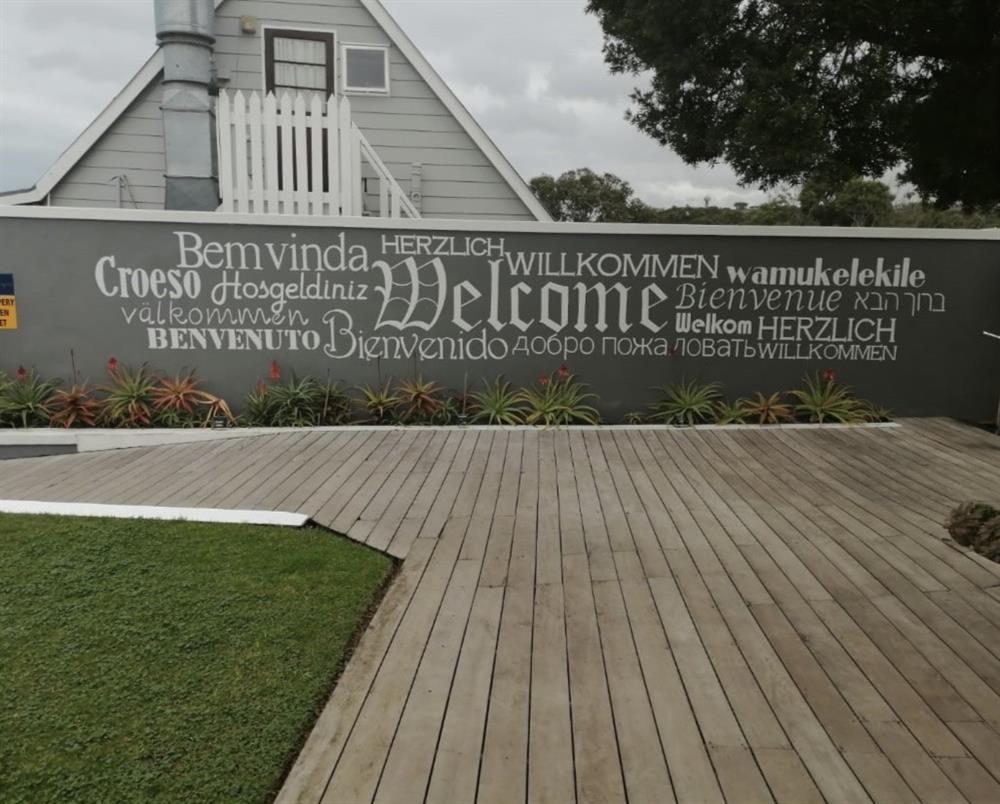 Bemvinda HERZLICH WILLKOMMEN wamukelekile
Croeso Hosgeldiniz Welcome Bienvenue ברוך הבא
välkommen Welkom HERZLICH
BENVENUTO Bienvenido добро пожаловать WILLKOMMEN